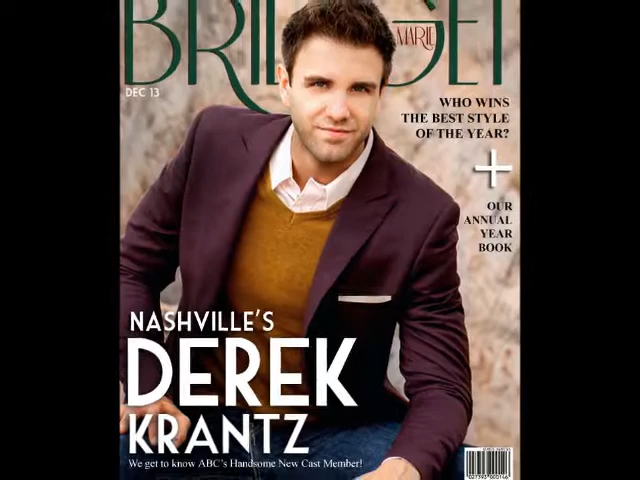 BRIDGET
MARIE
DEC 13
WHO WINS
THE BEST STYLE
OF THE YEAR?
+
OUR
ANNUAL
YEAR
BOOK
NASHVILLE'S
DEREK
KRANTZ
We get to know ABC's Handsome New Cast Member!